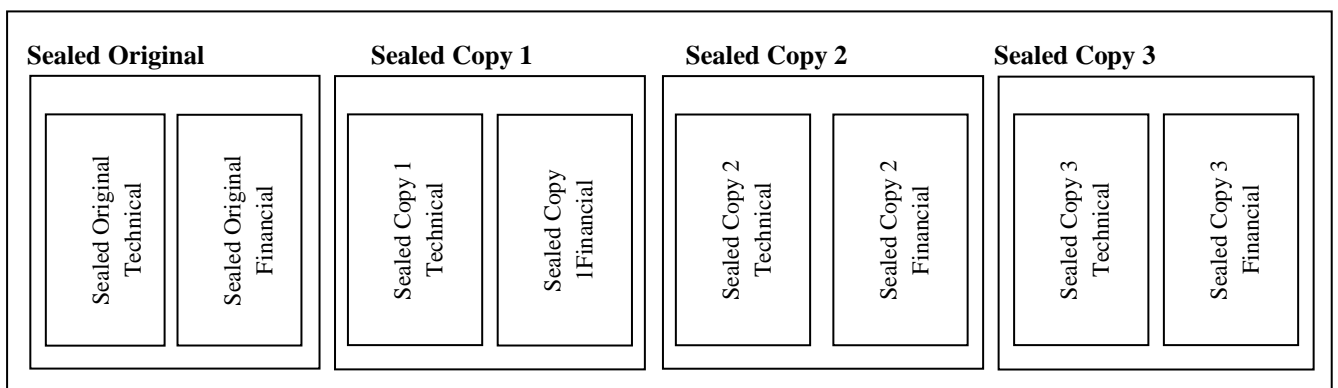 Sealed Original
Sealed Copy 1
Sealed Copy 2
Sealed Copy 3
Sealed Original
Technical
Sealed Original
Financial
Sealed Copy 1
Technical
Sealed Copy
1Financial
Sealed Copy 2
Technical
Sealed Copy 2
Financial
Sealed Copy 3
Technical
Sealed Copy 3
Financial